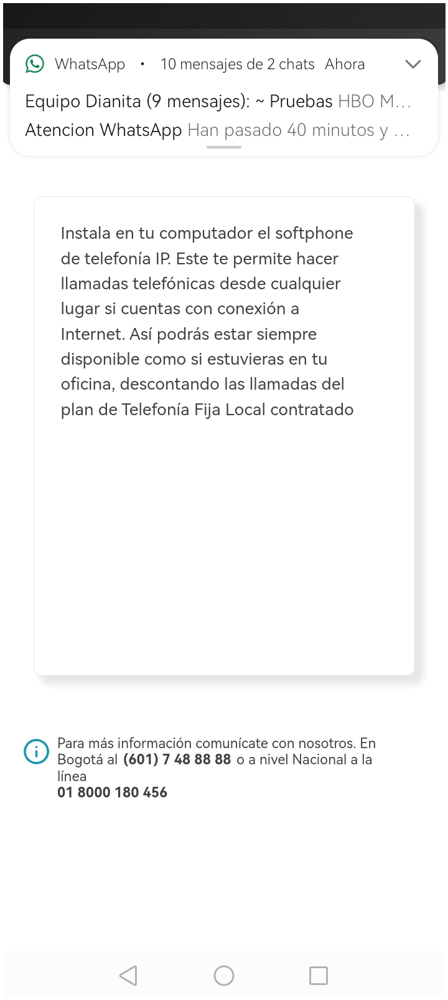 WhatsApp • 10 mensajes de 2 chats Ahora
Equipo Dianita (9 mensajes): ~ Pruebas HBO M...
Atencion WhatsApp Han pasado 40 minutos y ...
Instala en tu computador el softphone
de telefonía IP. Este te permite hacer
llamadas telefónicas desde cualquier
lugar si cuentas con conexión a
Internet. Así podrás estar siempre
disponible como si estuvieras en tu
oficina, descontando las llamadas del
plan de Telefonía Fija Local contratado
Para más información comunícate con nosotros. En
Bogotá al (601) 7 48 88 88 o a nivel Nacional a la
línea
01 8000 180 456